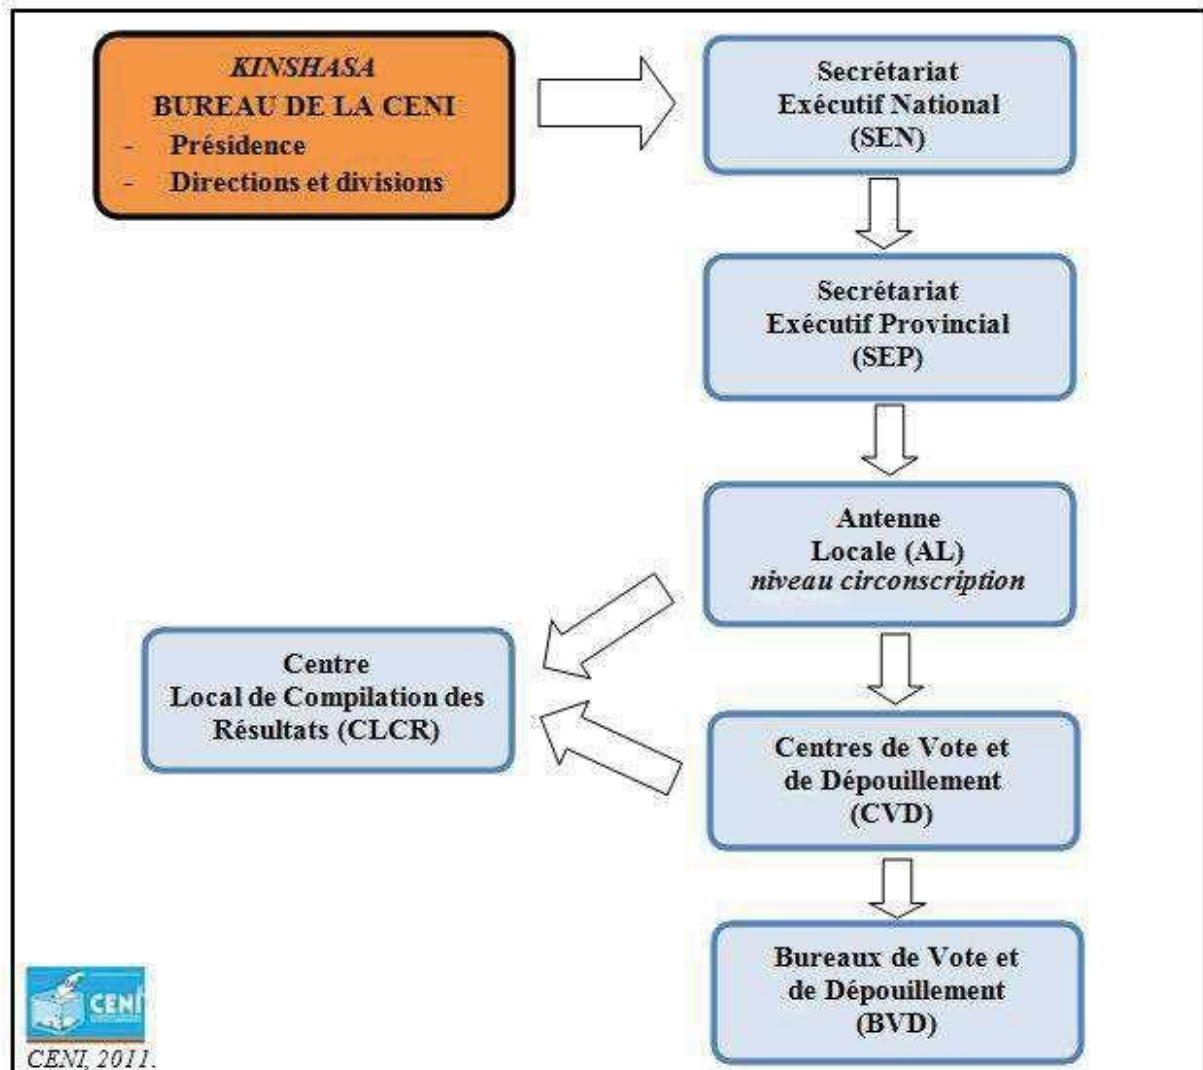 KINSHASA
BUREAU DE LA CENI
- Présidence
- Directions et divisions
Secrétariat
Exécutif National
(SEN)
Secrétariat
Exécutif Provincial
(SEP)
Antenne
Locale (AL)
niveau circonscription
Centre
Local de Compilation des
Résultats (CLCR)
Centres de Vote et
de Dépouillement
(CVD)
Bureaux de Vote et
de Dépouillement
(BVD)
CENI
CENI, 2011.